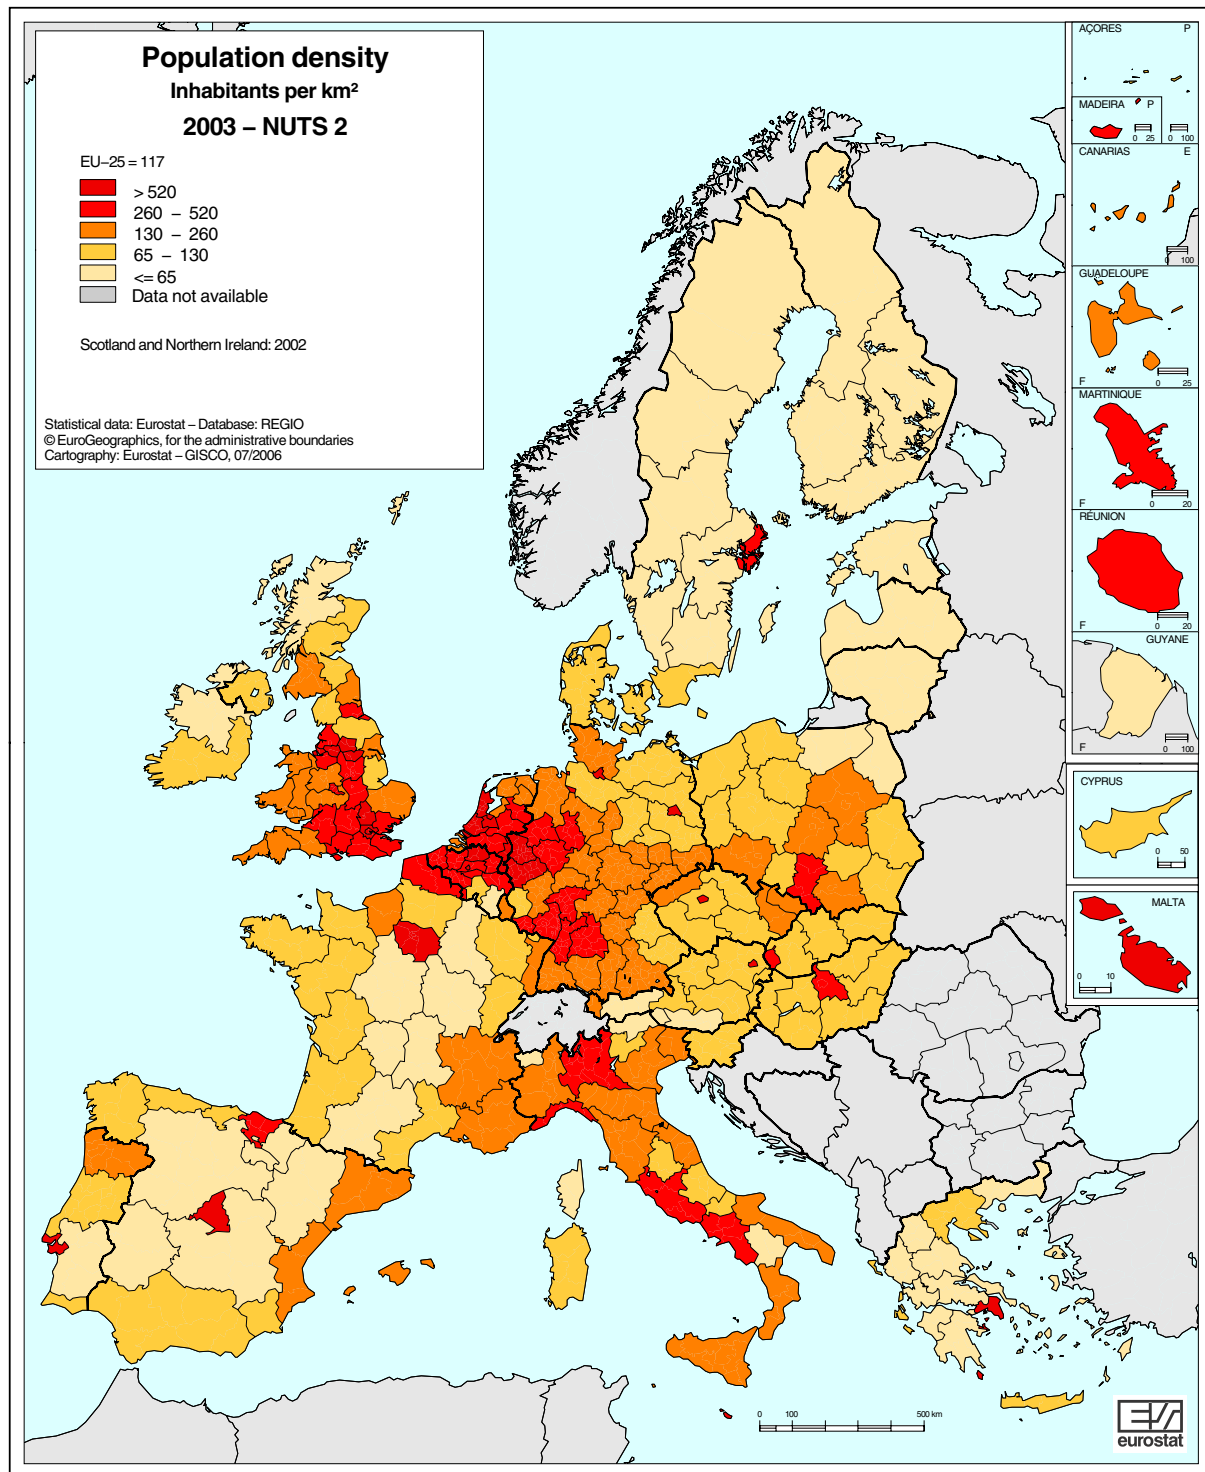 Population density
Inhabitants per km²
2003 – NUTS 2
EU–25 = 117
> 520
260 – 520
130 – 260
65 – 130
<= 65
Data not available
Scotland and Northern Ireland: 2002
Statistical data: Eurostat – Database: REGIO
© EuroGeographics, for the administrative boundaries
Cartography: Eurostat – GISCO, 07/2006
AÇORES P
MADEIRA P
0 25 0 100
CANARIAS E
0 100
GUADELOUPE
F 0 25
MARTINIQUE
F 0 20
RÉUNION
F 0 20
GUYANE
F 0 100
CYPRUS
0 50
MALTA
0 10
0 100 500 km
eurostat